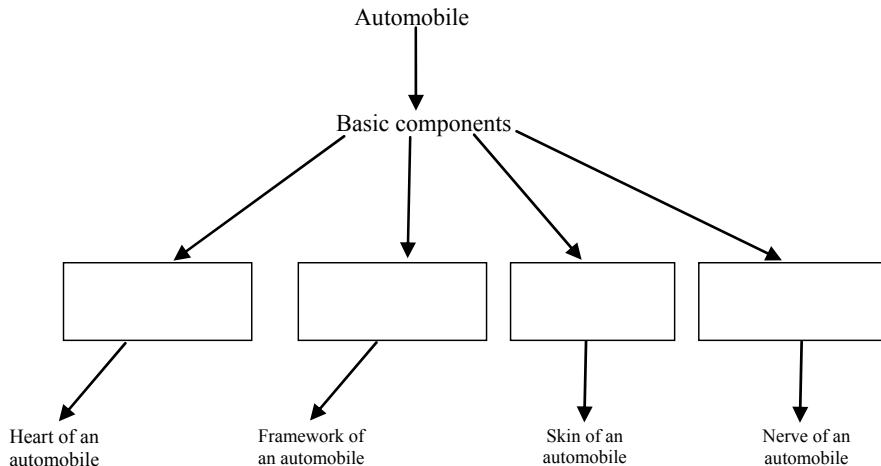 Automobile
Basic components
Heart of an
automobile
Framework of
an automobile
Skin of an
automobile
Nerve of an
automobile